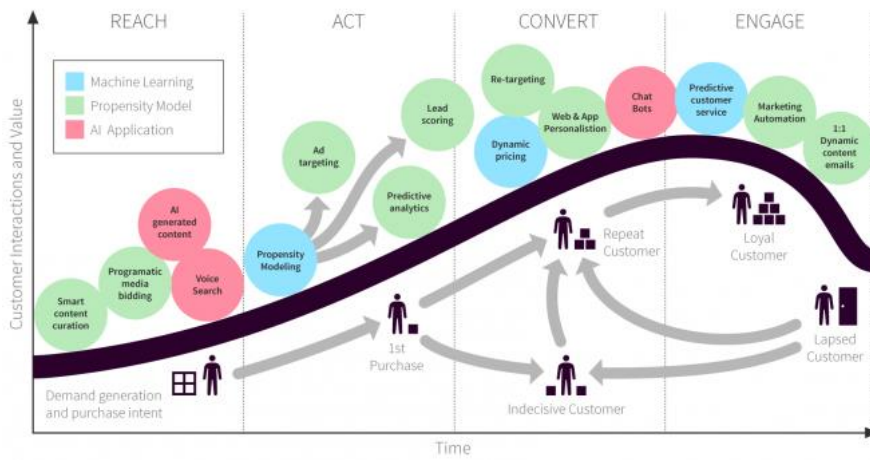 REACH
ACT
CONVERT
ENGAGE
Machine Learning
Propensity Model
AI Application
Smart
content
curation
Programatic
media
bidding
AI
generated
content
Voice
Search
Propensity
Modeling
Ad
targeting
Lead
scoring
Predictive
analytics
Re-targeting
Dynamic
pricing
Web & App
Personalistion
Chat
Bots
Predictive
customer
service
Marketing
Automation
1:1
Dynamic
content
emails
Demand generation
and purchase intent
1st
Purchase
Indecisive Customer
Repeat
Customer
Loyal
Customer
Lapsed
Customer
Customer Interactions and Value
Time